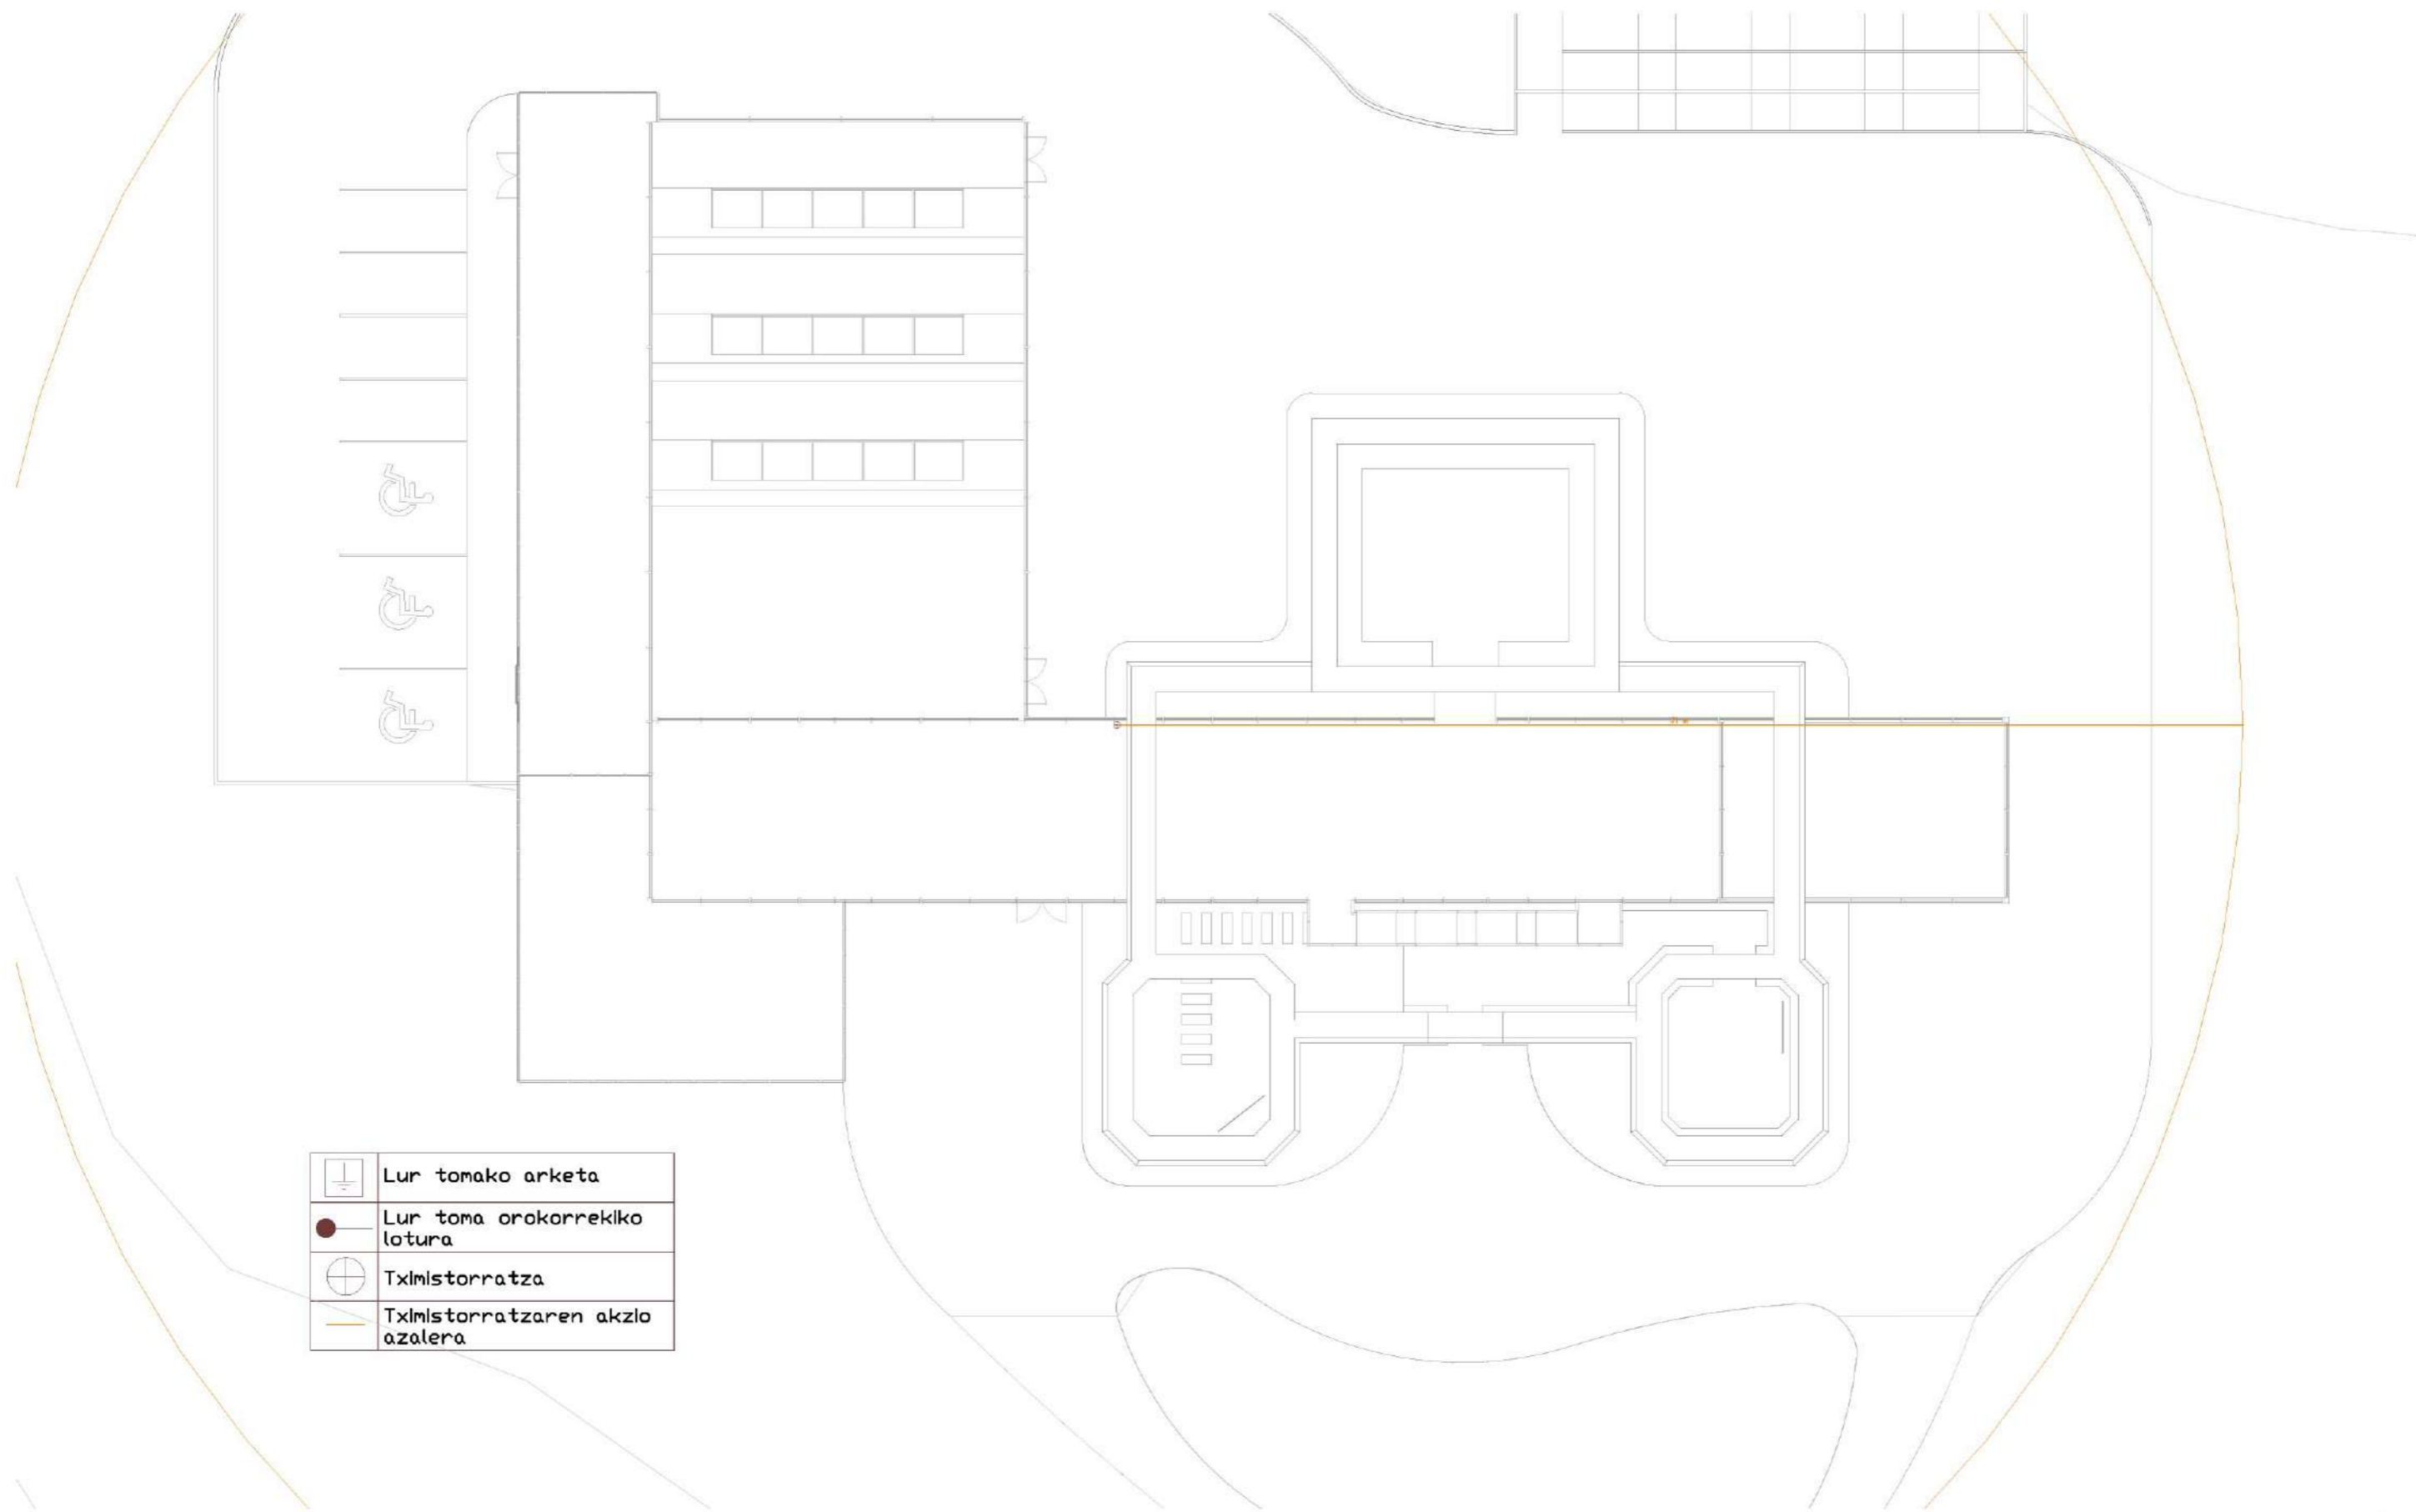 Lur tomako arketa
Lur toma orokorrekiko
lotura
Tximistorratza
Tximistorratzaren akzio
azalera